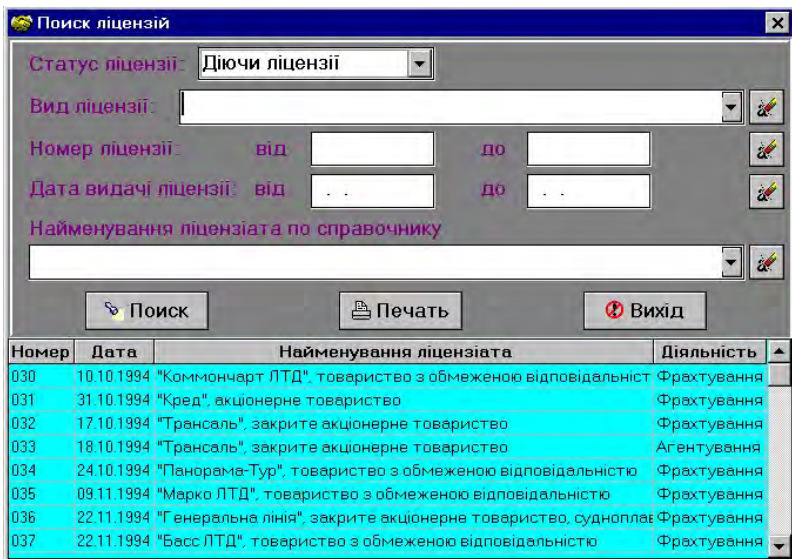 Поиск ліцензій
Статус ліцензії: Діючи ліцензії
Вид ліцензії:
Номер ліцензії: від до
Дата видачі ліцензії: від . . до . .
Найменування ліцензіата по справочнику
Поиск Печать Вихід
Номер Дата Найменування ліцензіата Діяльність
030 10.10.1994 "Коммончарт ЛТД", товариство з обмеженою відповідальніст Фрахтування
031 31.10.1994 "Кред", акціонерне товариство Фрахтування
032 17.10.1994 "Трансаль", закрите акціонерне товариство Фрахтування
033 18.10.1994 "Трансаль", закрите акціонерне товариство Агентування
034 24.10.1994 "Панорама-Тур", товариство з обмеженою відповідальністю Фрахтування
035 09.11.1994 "Марко ЛТД", товариство з обмеженою відповідальністю Фрахтування
036 22.11.1994 "Генеральна лінія", закрите акціонерне товариство, судноплав Фрахтування
037 22.11.1994 "Басс ЛТД", товариство з обмеженою відповідальністю Фрахтування